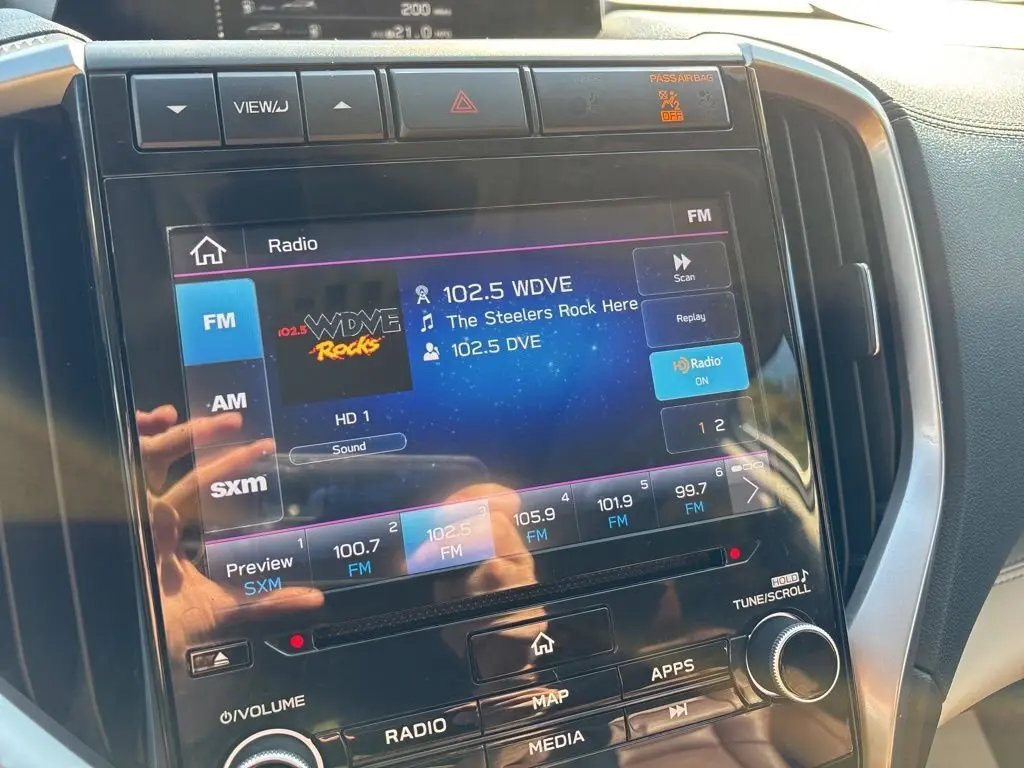 200
21.0
VIEW/
PASS AIR BAG
OFF
Radio
FM
FM
AM
sxm
102.5 WDVE
Rocks
HD 1
Sound
102.5 WDVE
The Steelers Rock Here
102.5 DVE
Scan
Replay
HD Radio
ON
1 2
1
Preview
SXM
2
100.7
FM
3
102.5
FM
4
105.9
FM
5
101.9
FM
6
99.7
FM
HOLD
TUNE/SCROLL
VOLUME
RADIO
MAP
APPS
MEDIA